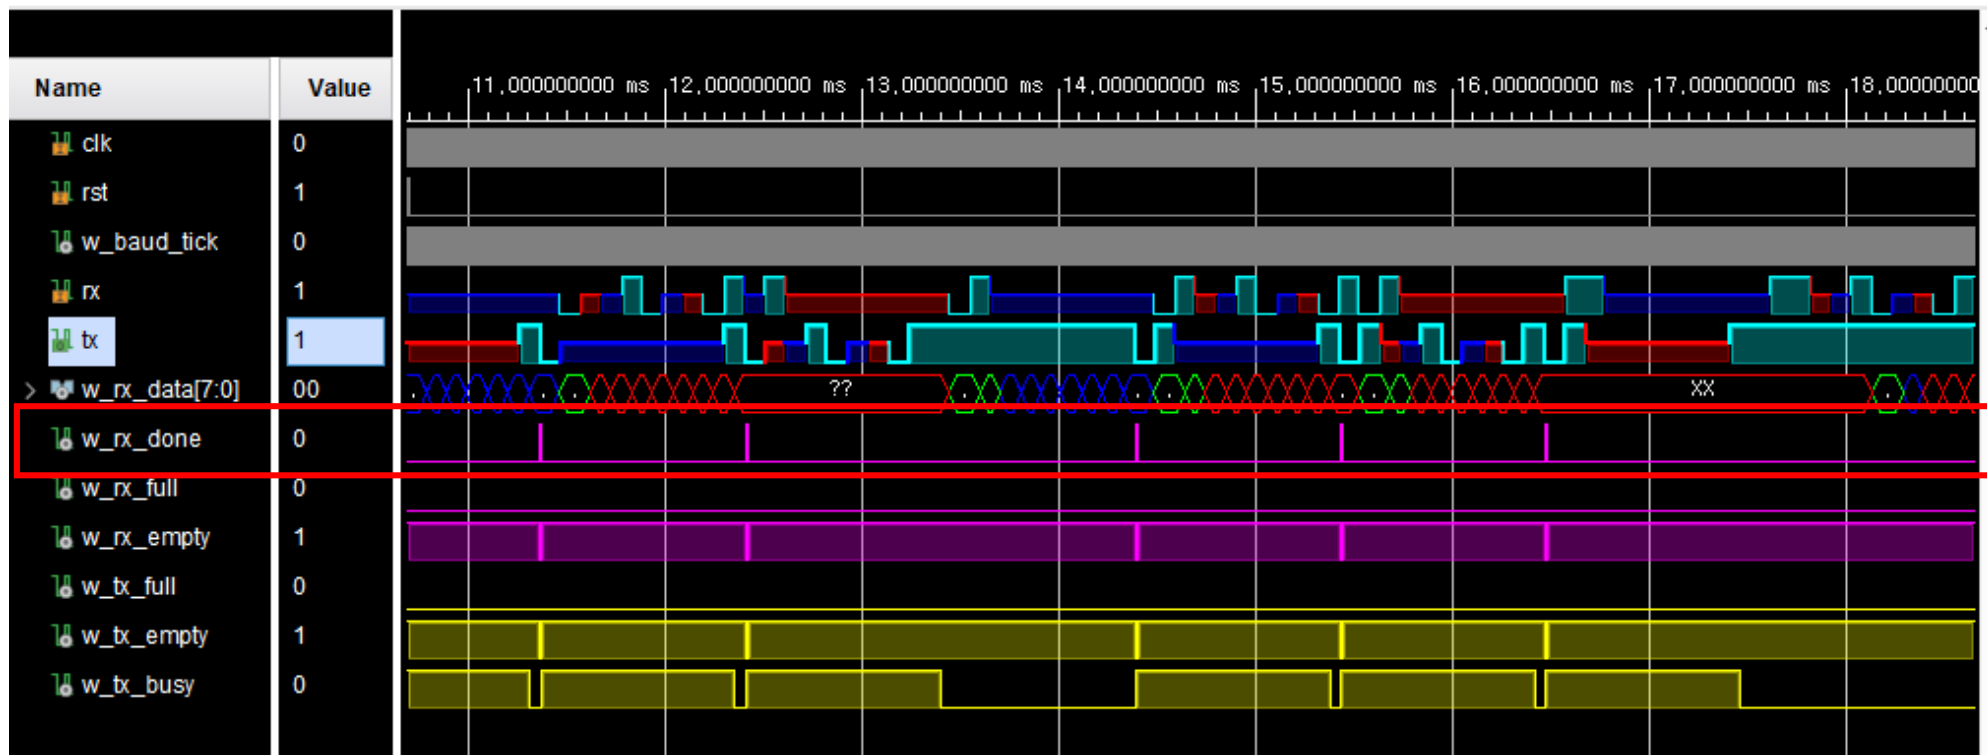 Name Value
11,000000000 ms 12,000000000 ms 13,000000000 ms 14,000000000 ms 15,000000000 ms 16,000000000 ms 17,000000000 ms 18,00000000
clk 0
rst 1
w_baud_tick 0
rx 1
tx 1
w_rx_data[7:0] 00 ?? XX
w_rx_done 0
w_rx_full 0
w_rx_empty 1
w_tx_full 0
w_tx_empty 1
w_tx_busy 0